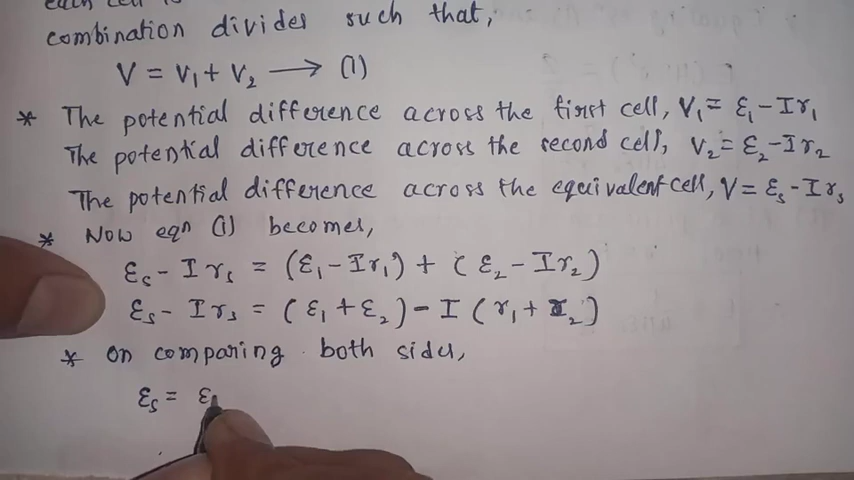 each cell is
combination divides such that,
V = V₁ + V₂ ⟶ (1)
* The potential difference across the first cell, V₁ = ε₁ - Ir₁
The potential difference across the second cell, V₂ = ε₂ - Ir₂
The potential difference across the equivalent cell, V = εₛ - Irₛ
* Now eqn (1) becomes,
εₛ - Irₛ = (ε₁ - Ir₁) + (ε₂ - Ir₂)
εₛ - Irₛ = (ε₁ + ε₂) - I (r₁ + r₂)
* On comparing both sides,
εₛ = ε